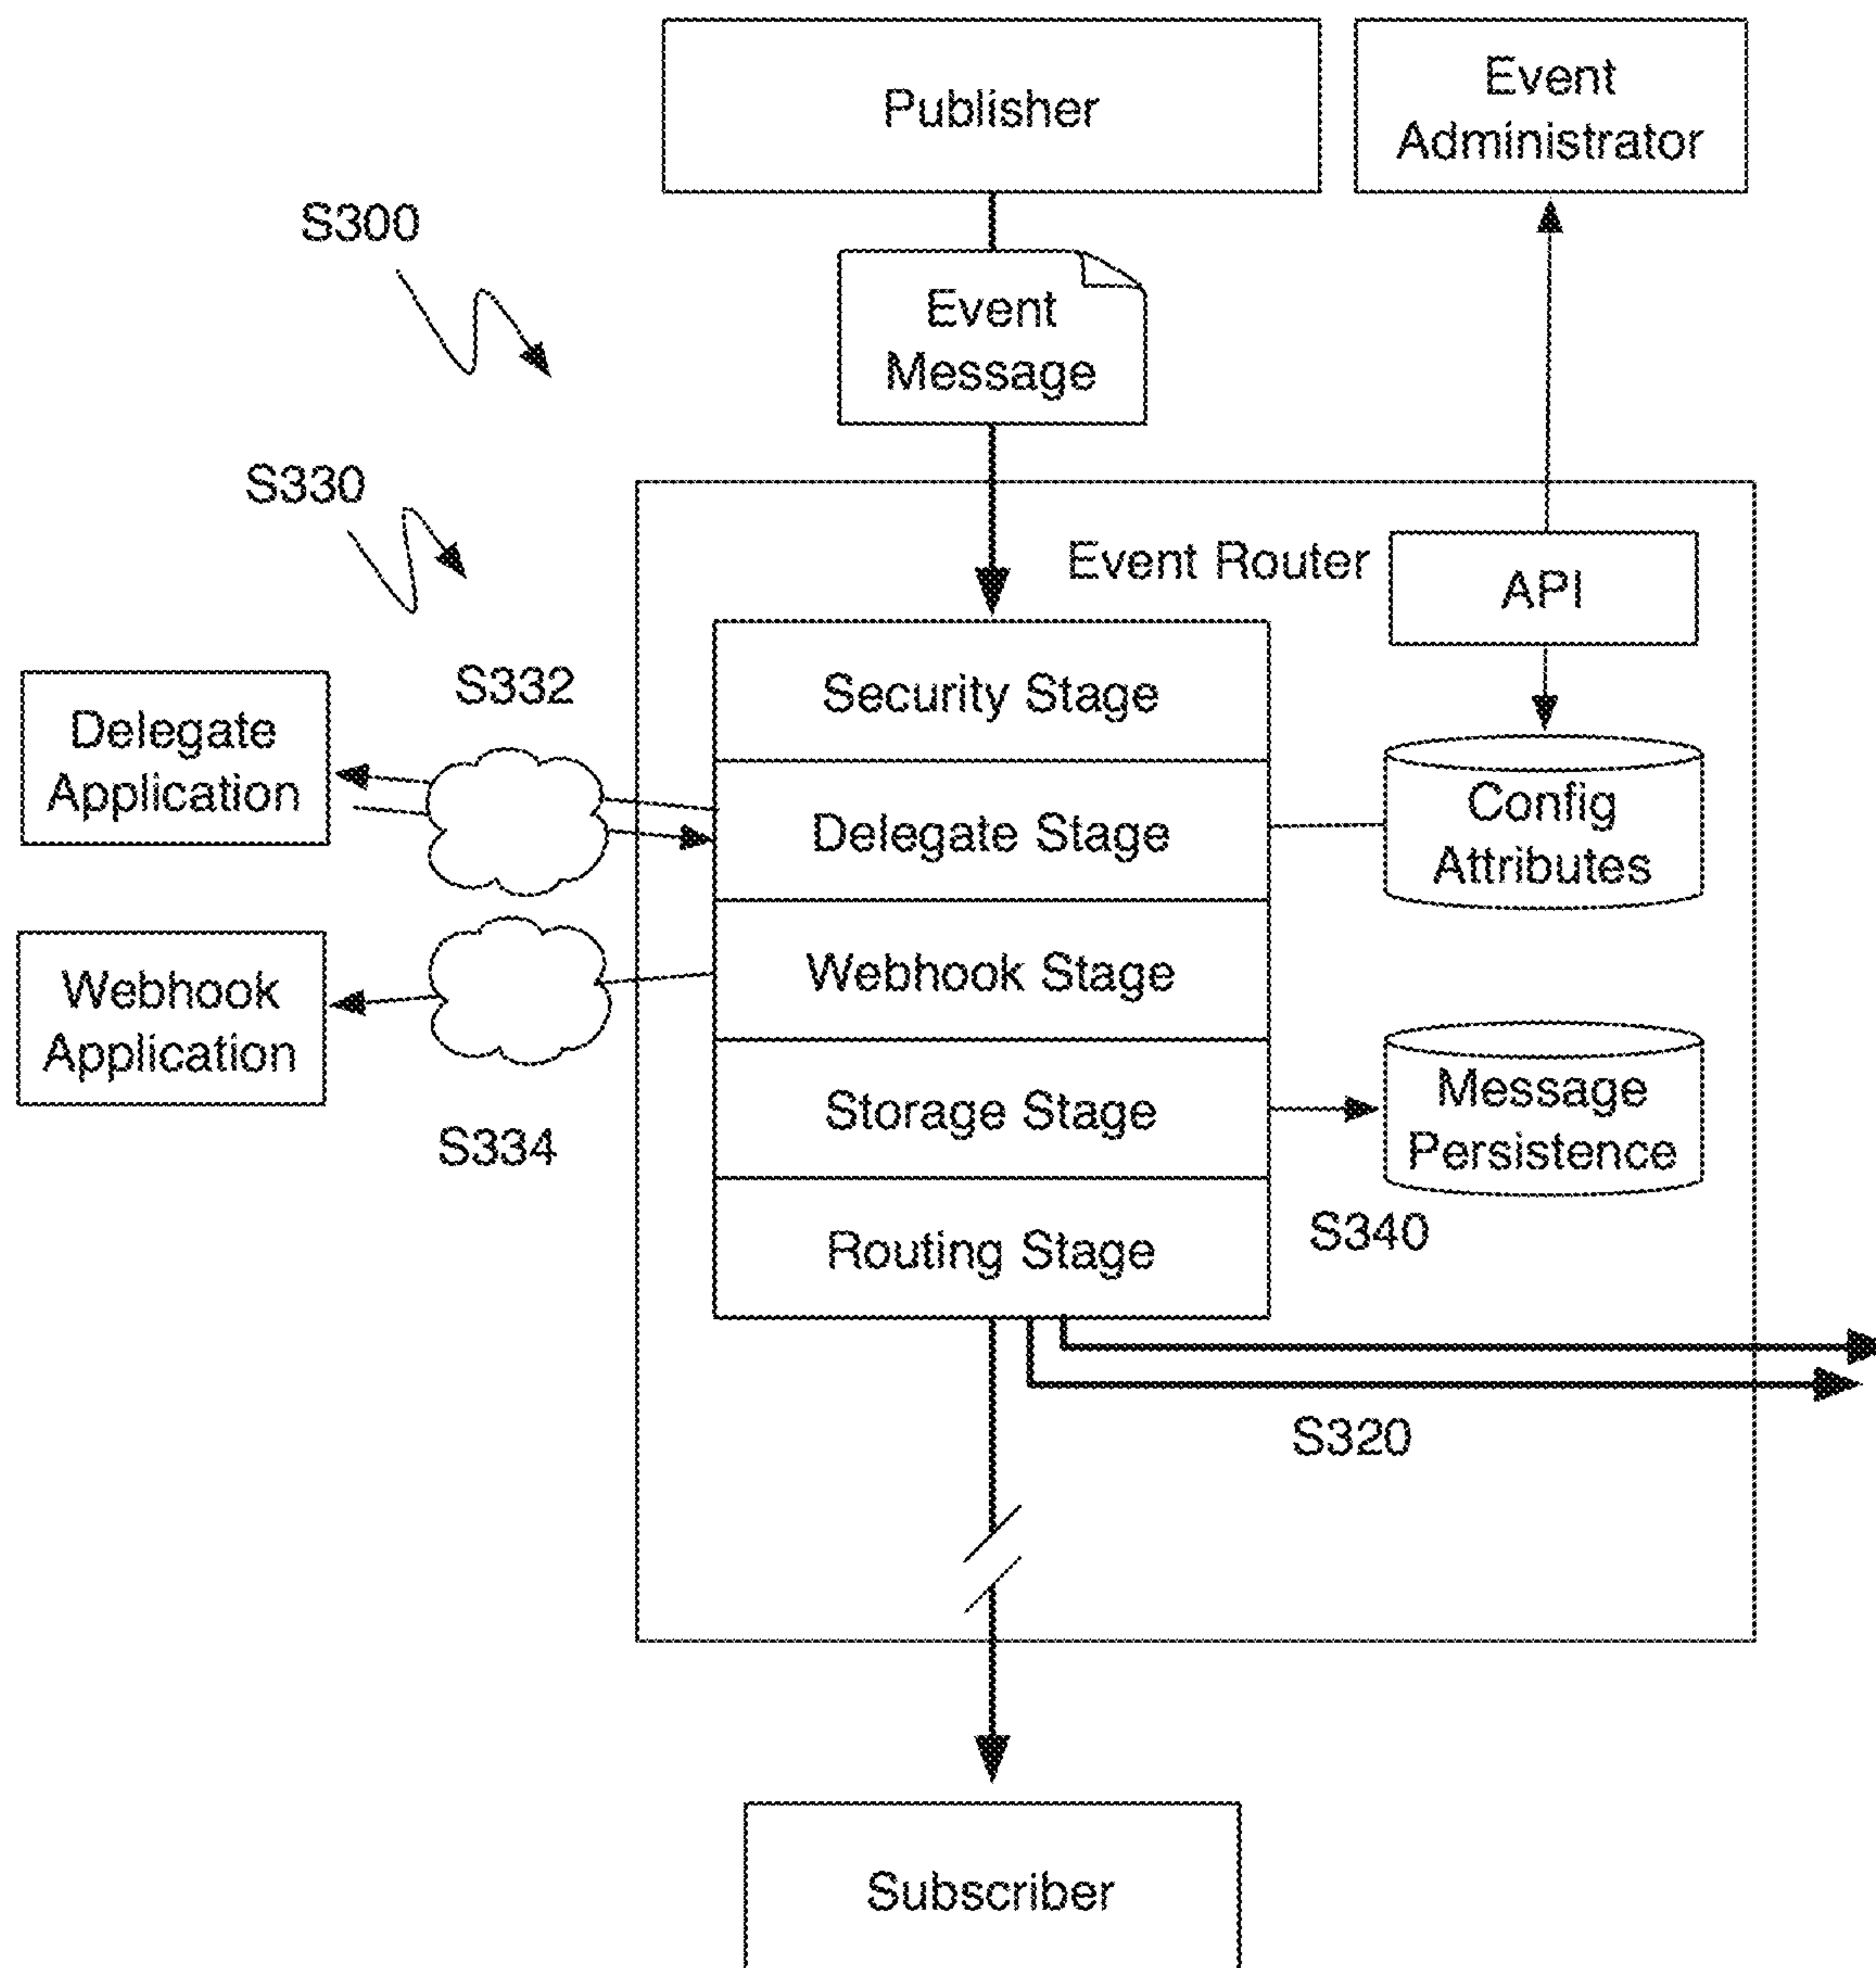 Publisher
Event
Administrator
S300
Event
Message
S330
Event Router
API
S332
Security Stage
Delegate
Application
Delegate Stage
Config
Attributes
Webhook Stage
Webhook
Application
Storage Stage
Message
Persistence
S334
Routing Stage
S340
S320
Subscriber